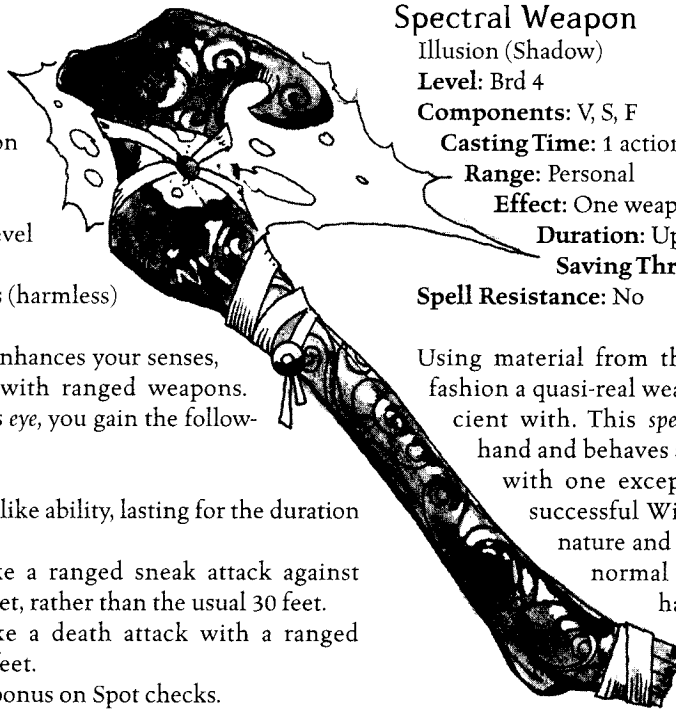 on
evel
s (harmless)
nhances your senses,
with ranged weapons.
s eye, you gain the follow-
like ability, lasting for the duration
ke a ranged sneak attack against
et, rather than the usual 30 feet.
ke a death attack with a ranged
feet.
bonus on Spot checks.
Spectral Weapon
Illusion (Shadow)
Level: Brd 4
Components: V, S, F
Casting Time: 1 action
Range: Personal
Effect: One weap
Duration: Up
Saving Thr
Spell Resistance: No
Using material from th
fashion a quasi-real wea
cient with. This spe
hand and behaves
with one excep
successful Wi
nature and
normal
ha